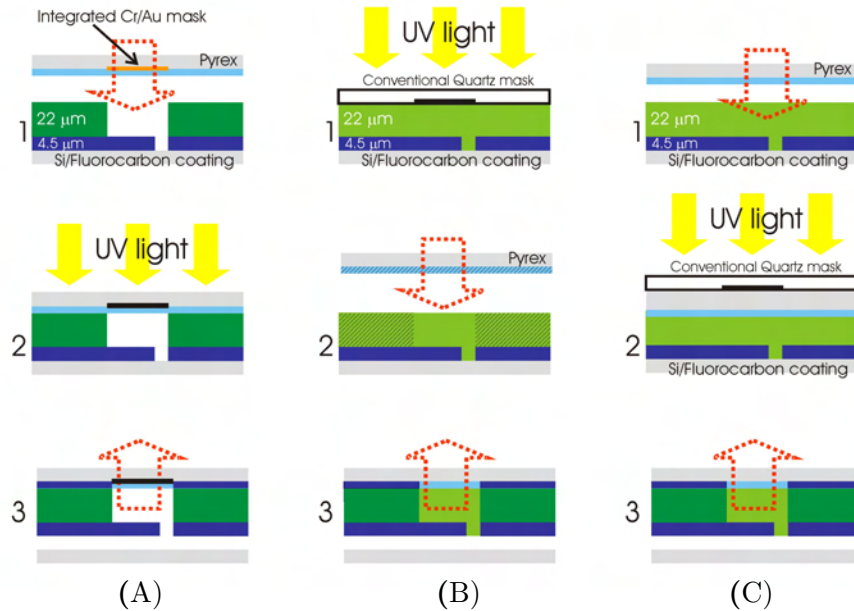 Integrated Cr/Au mask
Pyrex
1
22 μm
4.5 μm
Si/Fluorocarbon coating
UV light
2
3
(A)
UV light
Conventional Quartz mask
1
22 μm
4.5 μm
Si/Fluorocarbon coating
Pyrex
2
3
(B)
Pyrex
1
22 μm
4.5 μm
Si/Fluorocarbon coating
UV light
Conventional Quartz mask
2
Si/Fluorocarbon coating
3
(C)